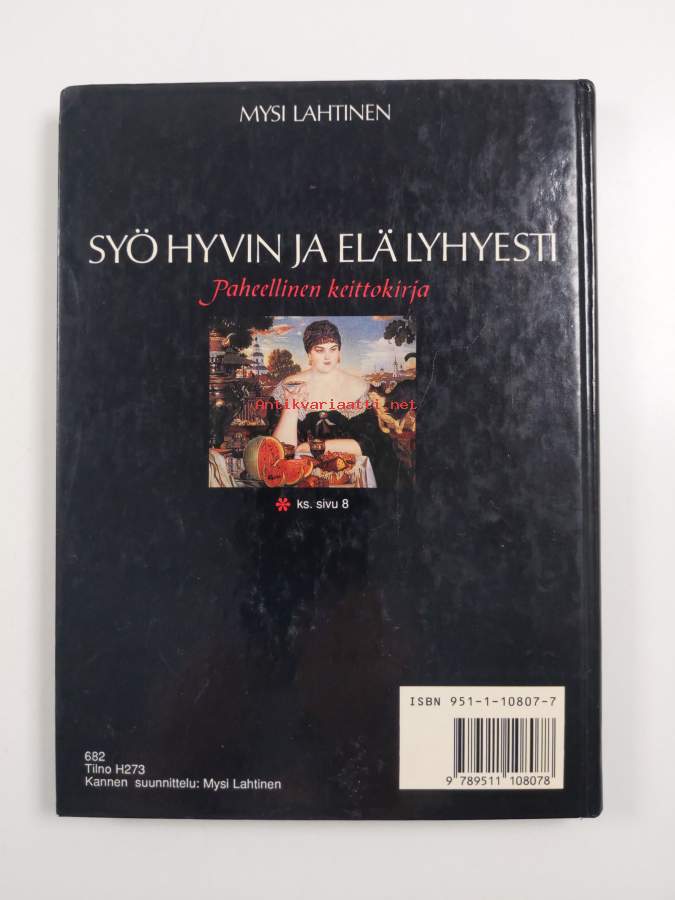 MYSI LAHTINEN
SYÖ HYVIN JA ELÄ LYHYESTI
Paheellinen keittokirja
Antikvariaatti.net
* ks. sivu 8
ISBN 951-1-10807-7
9 789511 108078
682
Tilno H273
Kannen suunnittelu: Mysi Lahtinen